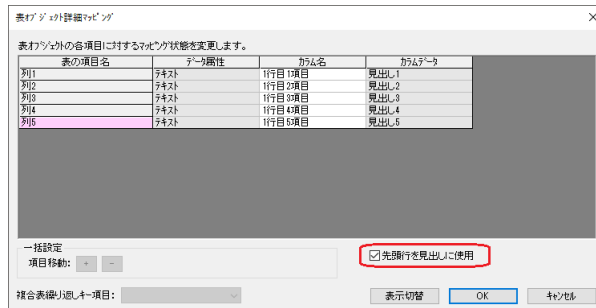 表ｵﾌﾞｼﾞｪｸﾄ詳細ﾏｯﾋﾟﾝｸﾞ
表ｵﾌﾞｼﾞｪｸﾄの各項目に対するﾏｯﾋﾟﾝｸﾞ状態を変更します。
表の項目名 ﾃﾞｰﾀ属性 ｶﾗﾑ名 ｶﾗﾑﾃﾞｰﾀ
列1 ﾃｷｽﾄ 1行目 1項目 見出し1
列2 ﾃｷｽﾄ 1行目 2項目 見出し2
列3 ﾃｷｽﾄ 1行目 3項目 見出し3
列4 ﾃｷｽﾄ 1行目 4項目 見出し4
列5 ﾃｷｽﾄ 1行目 5項目 見出し5
一括設定
項目移動: + -
先頭行を見出しに使用
複合表繰り返しｷｰ項目:
表示切替 OK ｷｬﾝｾﾙ